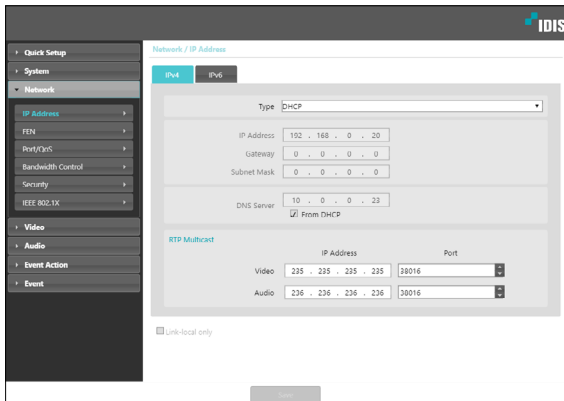 IDIS
Quick Setup
System
Network
IP Address
FEN
Port/QoS
Bandwidth Control
Security
IEEE 802.1X
Video
Audio
Event Action
Event
Network / IP Address
IPv4 IPv6
Type DHCP
IP Address 192 . 168 . 0 . 20
Gateway 0 . 0 . 0 . 0
Subnet Mask 0 . 0 . 0 . 0
DNS Server 10 . 0 . 0 . 23
From DHCP
RTP Multicast
IP Address Port
Video 235 . 235 . 235 . 235 38016
Audio 236 . 236 . 236 . 236 38016
Link-local only
Save